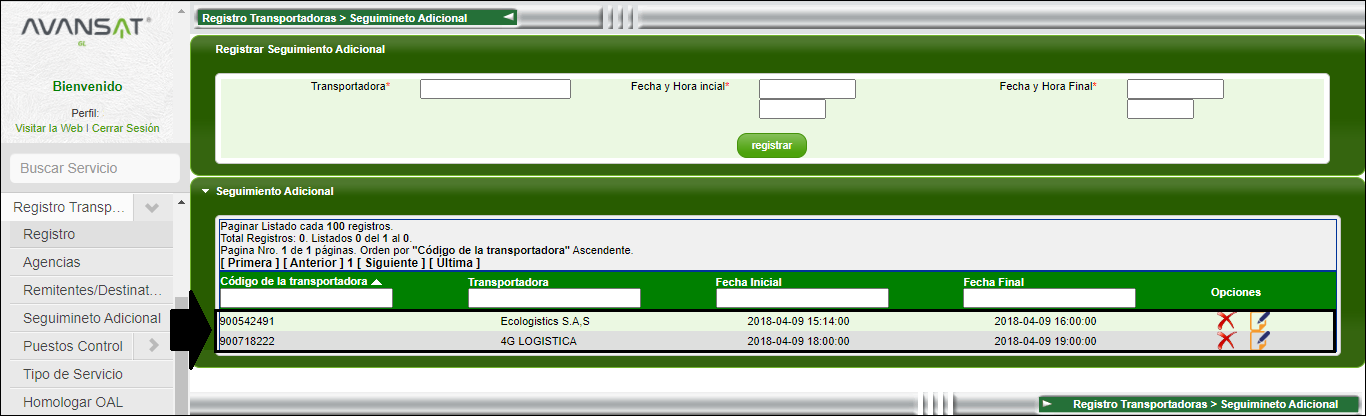 AVANSAT®
GL
Bienvenido
Perfil:
Visitar la Web I Cerrar Sesión
Buscar Servicio
Registro Transp...
Registro
Agencias
Remitentes/Destinat...
Seguimineto Adicional
Puestos Control
Tipo de Servicio
Homologar OAL
Registro Transportadoras > Seguimineto Adicional
Registrar Seguimiento Adicional
Transportadora* Fecha y Hora incial* Fecha y Hora Final*
registrar
Seguimiento Adicional
Paginar Listado cada 100 registros.
Total Registros: 0. Listados 0 del 1 al 0.
Pagina Nro. 1 de 1 páginas. Orden por "Código de la transportadora" Ascendente.
[ Primera ] [ Anterior ] 1 [ Siguiente ] [ Última ]
Código de la transportadora Transportadora Fecha Inicial Fecha Final Opciones
900542491 Ecologistics S.A,S 2018-04-09 15:14:00 2018-04-09 16:00:00
900718222 4G LOGISTICA 2018-04-09 18:00:00 2018-04-09 19:00:00
Registro Transportadoras > Seguimineto Adicional